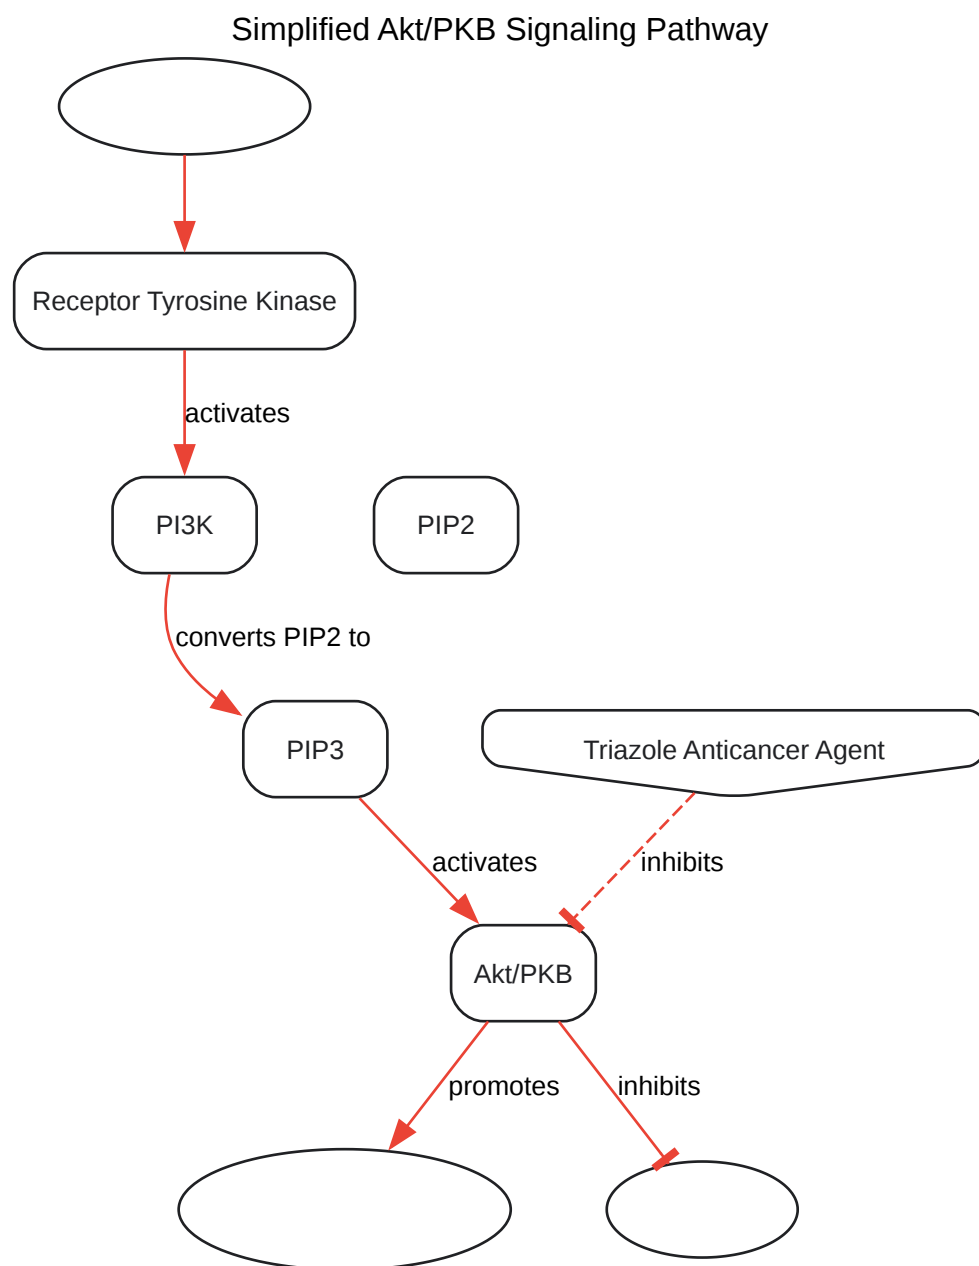 Simplified Akt/PKB Signaling Pathway
Receptor Tyrosine Kinase
activates
PI3K
PIP2
converts PIP2 to
PIP3
Triazole Anticancer Agent
activates
inhibits
Akt/PKB
promotes
inhibits